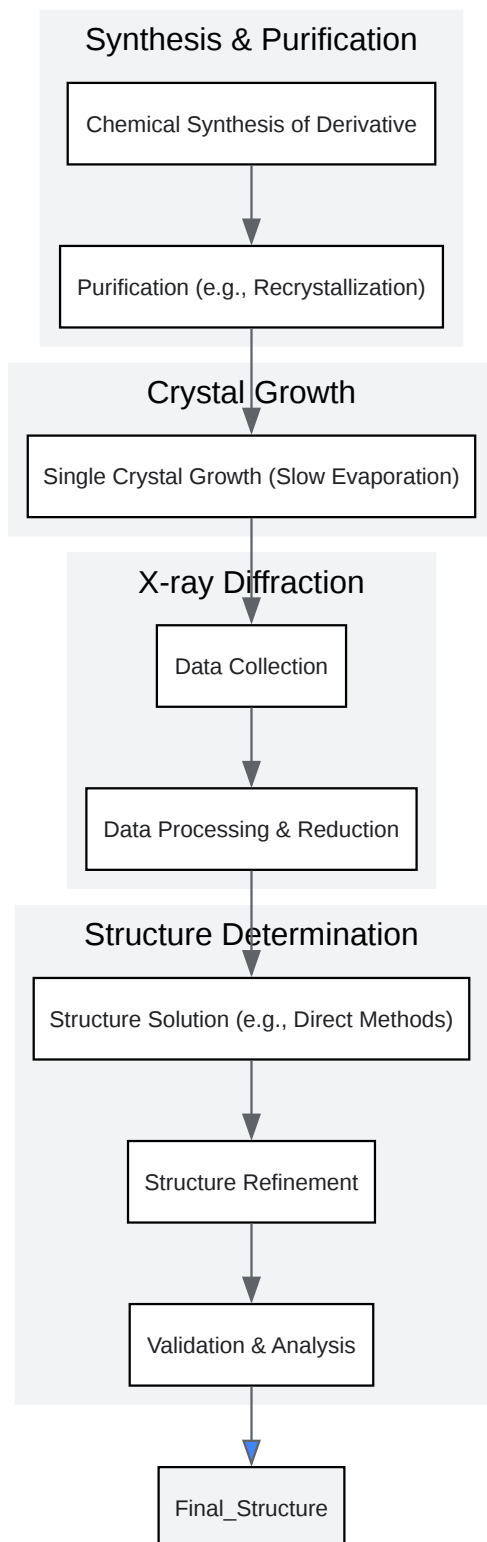 Synthesis & Purification
Chemical Synthesis of Derivative
Purification (e.g., Recrystallization)
Crystal Growth
Single Crystal Growth (Slow Evaporation)
X-ray Diffraction
Data Collection
Data Processing & Reduction
Structure Determination
Structure Solution (e.g., Direct Methods)
Structure Refinement
Validation & Analysis
Final_Structure